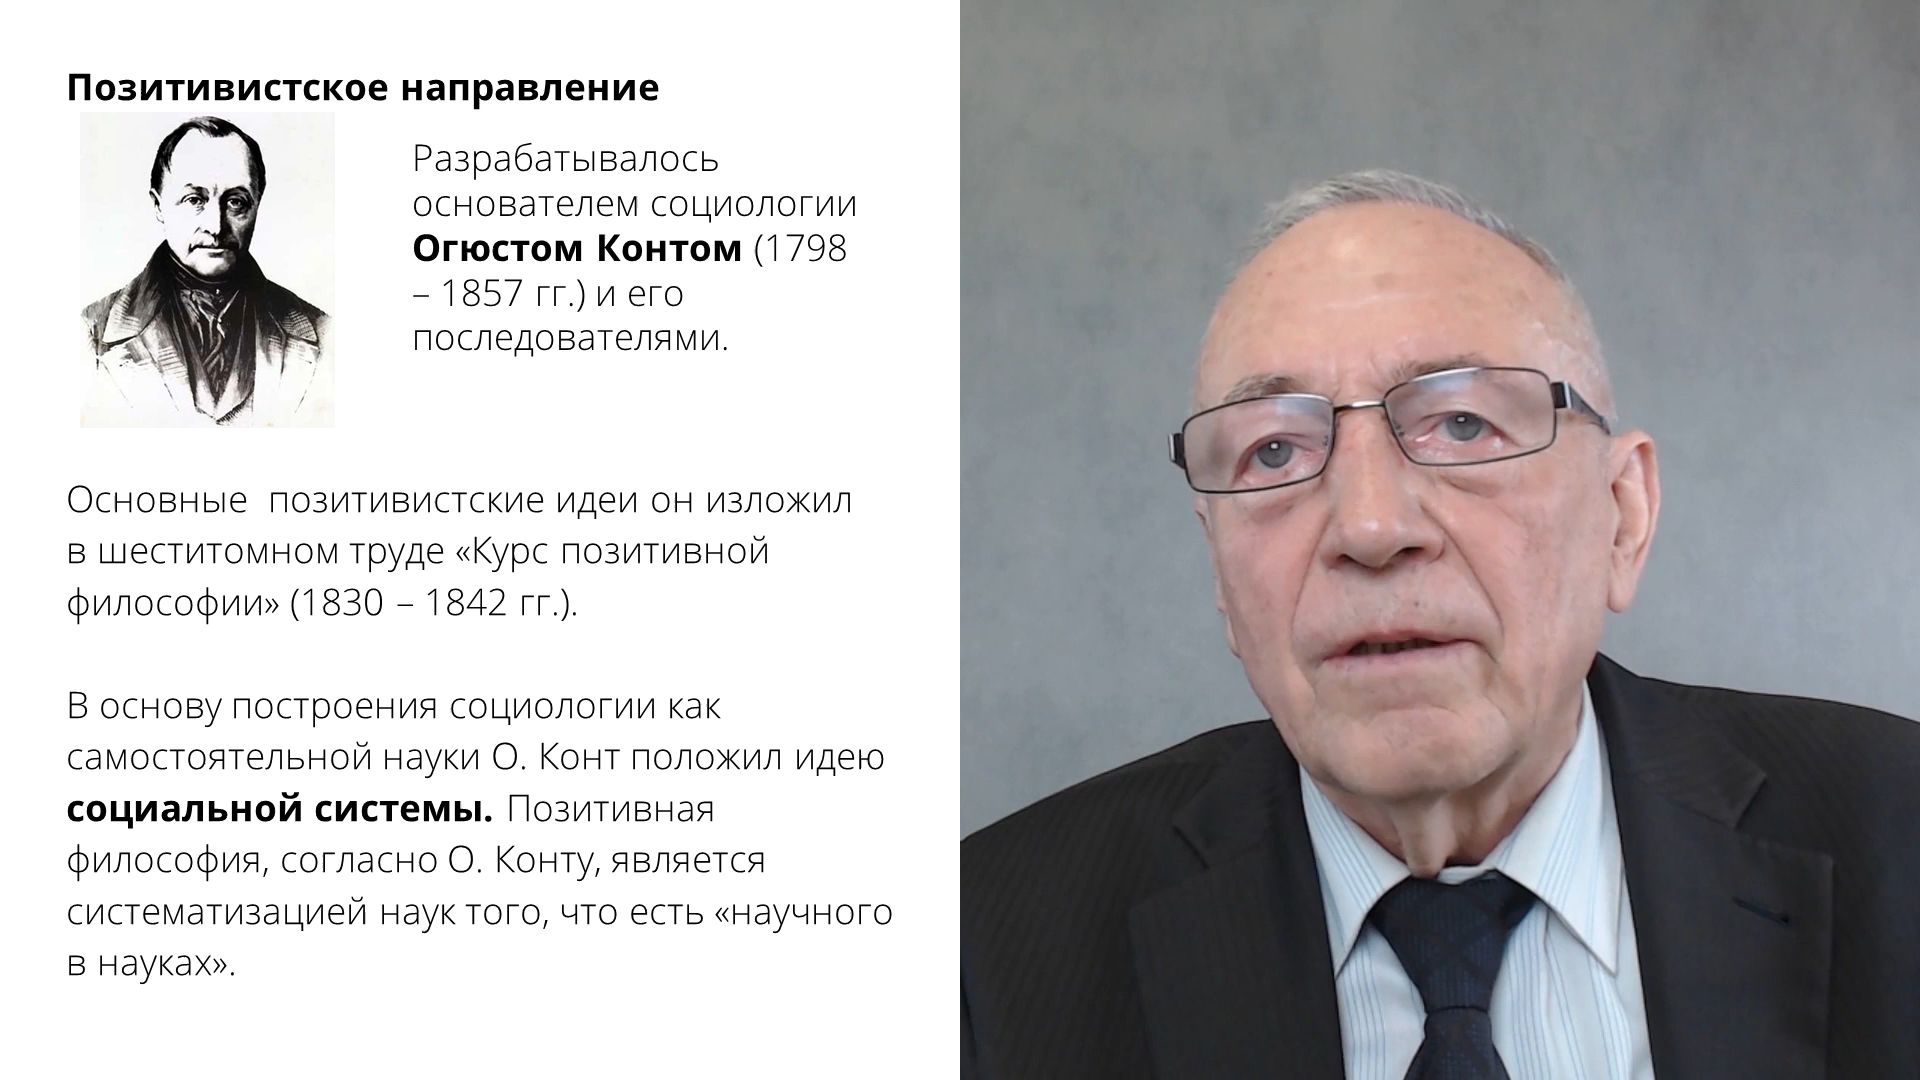 Позитивистское направление
Разрабатывалось
основателем социологии
Огюстом Контом (1798
– 1857 гг.) и его
последователями.
Основные  позитивистские идеи он изложил
в шеститомном труде «Курс позитивной
философии» (1830 – 1842 гг.).
В основу построения социологии как
самостоятельной науки О. Конт положил идею
социальной системы. Позитивная
философия, согласно О. Конту, является
систематизацией наук того, что есть «научного
в науках».